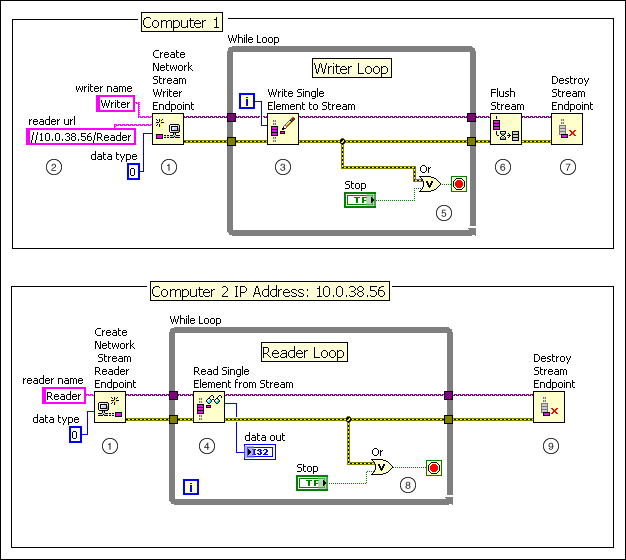 Computer 1
While Loop
Create
Network
Stream
Writer
Endpoint
Writer Loop
writer name
Writer
reader url
//10.0.38.56/Reader
data type
0
i
Write Single
Element to Stream
Flush
Stream
Destroy
Stream
Endpoint
Or
V
Stop
TF
2
1
3
5
6
7
Computer 2 IP Address: 10.0.38.56
While Loop
Create
Network
Stream
Reader
Endpoint
Reader Loop
reader name
Reader
data type
0
Read Single
Element from Stream
Destroy
Stream
Endpoint
data out
I32
Or
V
Stop
TF
i
1
4
8
9